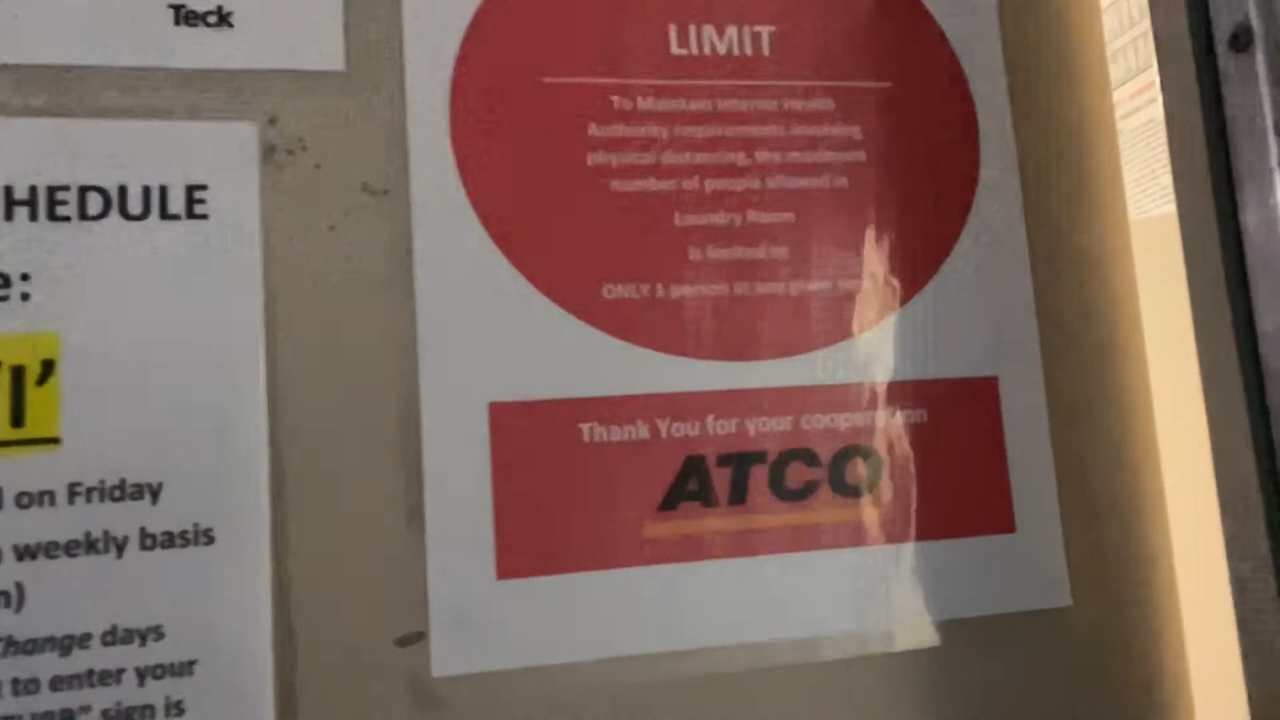 Teck
HEDULE
e:
I'
on Friday
weekly basis
n)
Change days
to enter your
sign is
LIMIT
To Maintain Interior Health
Authority requirements involving
physical distancing, the maximum
number of people allowed in
Laundry Room
is limited to
ONLY 3 person at any given
Thank You for your cooperation
ATCO